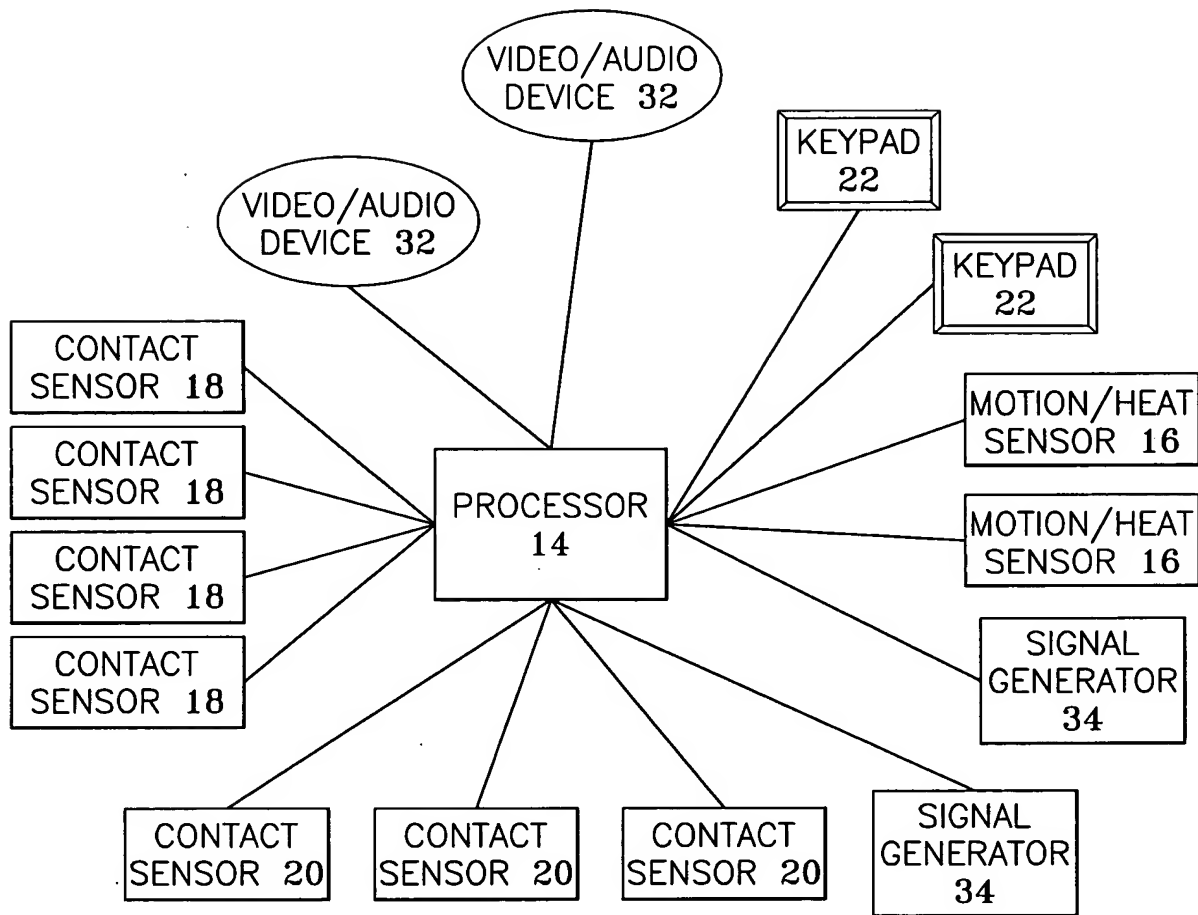 VIDEO/AUDIO
DEVICE 32
VIDEO/AUDIO
DEVICE 32
KEYPAD
22
KEYPAD
22
CONTACT
SENSOR 18
CONTACT
SENSOR 18
CONTACT
SENSOR 18
CONTACT
SENSOR 18
PROCESSOR
14
MOTION/HEAT
SENSOR 16
MOTION/HEAT
SENSOR 16
SIGNAL
GENERATOR
34
CONTACT
SENSOR 20
CONTACT
SENSOR 20
CONTACT
SENSOR 20
SIGNAL
GENERATOR
34